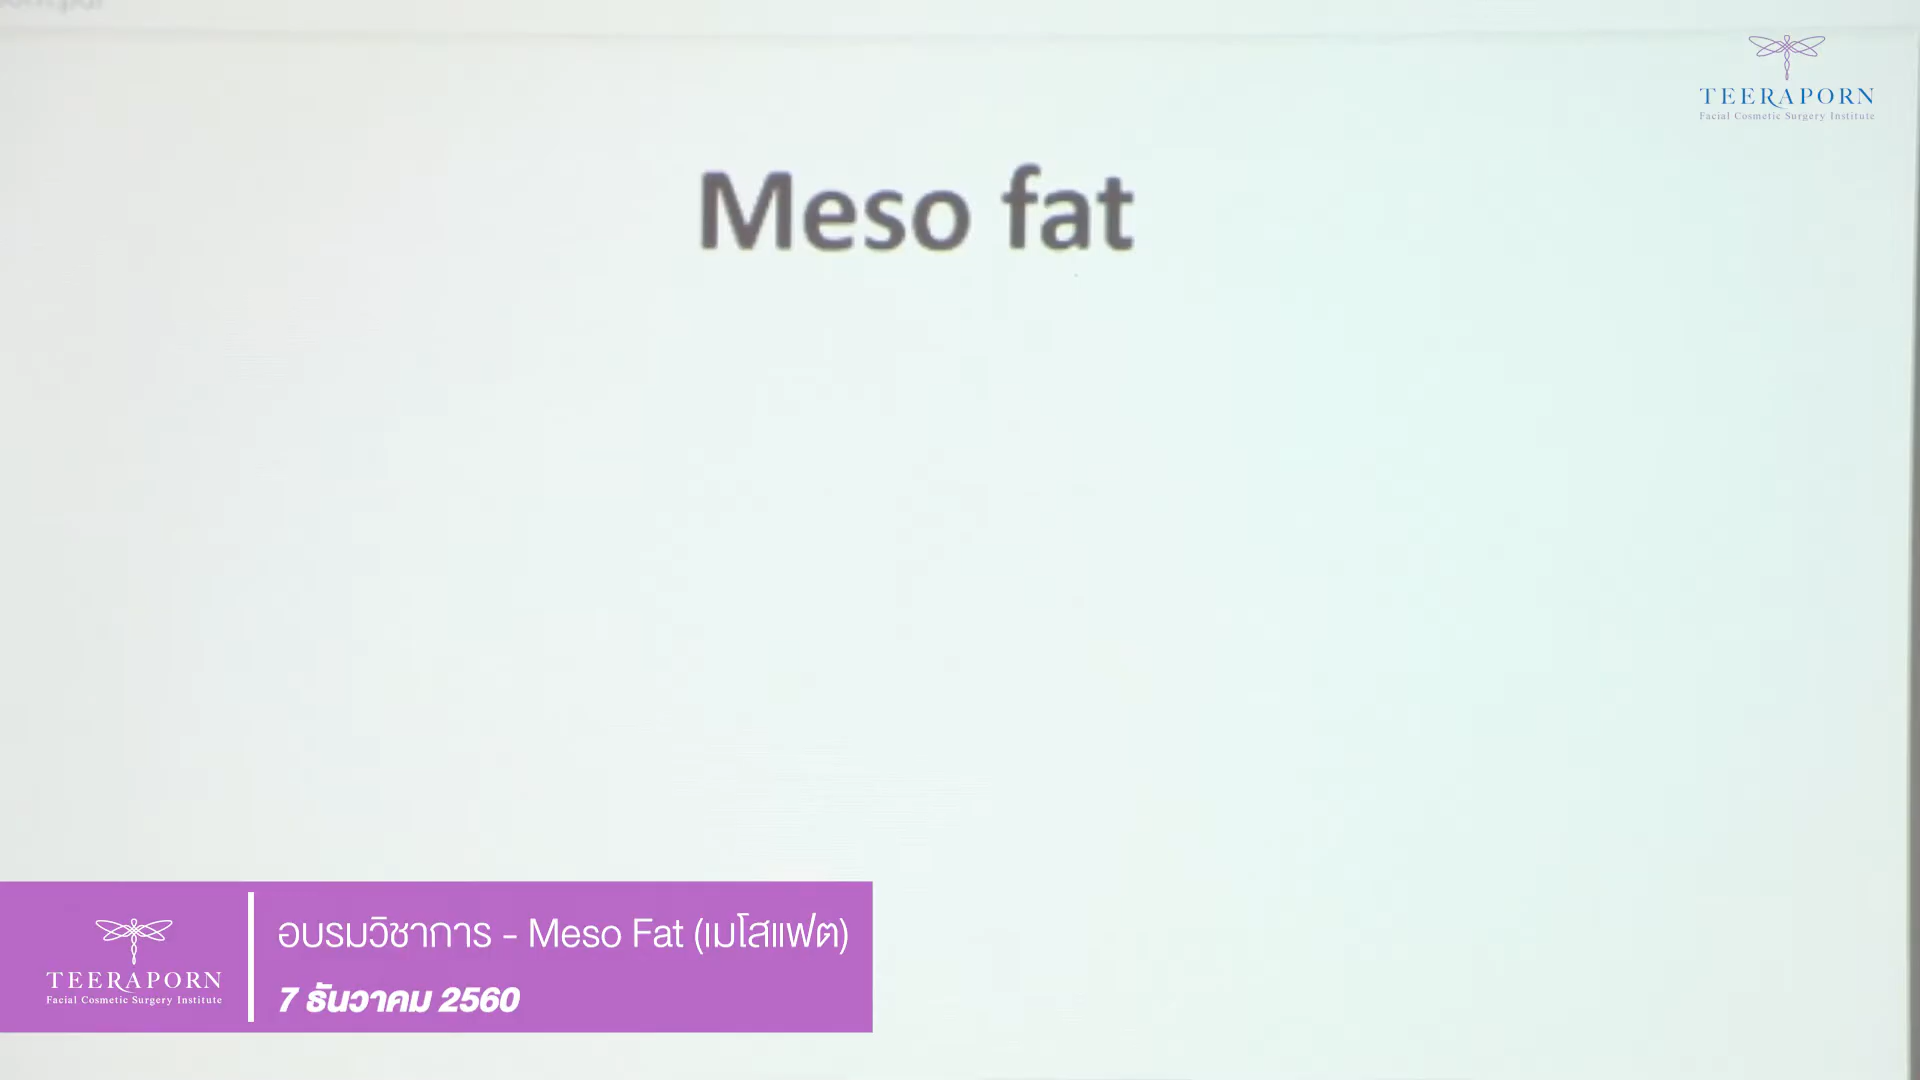 TEERAPORN
Facial Cosmetic Surgery Institute
Meso fat
อบรมวิชาการ - Meso Fat (เมโสแฟต)
7 ธันวาคม 2560
TEERAPORN
Facial Cosmetic Surgery Institute